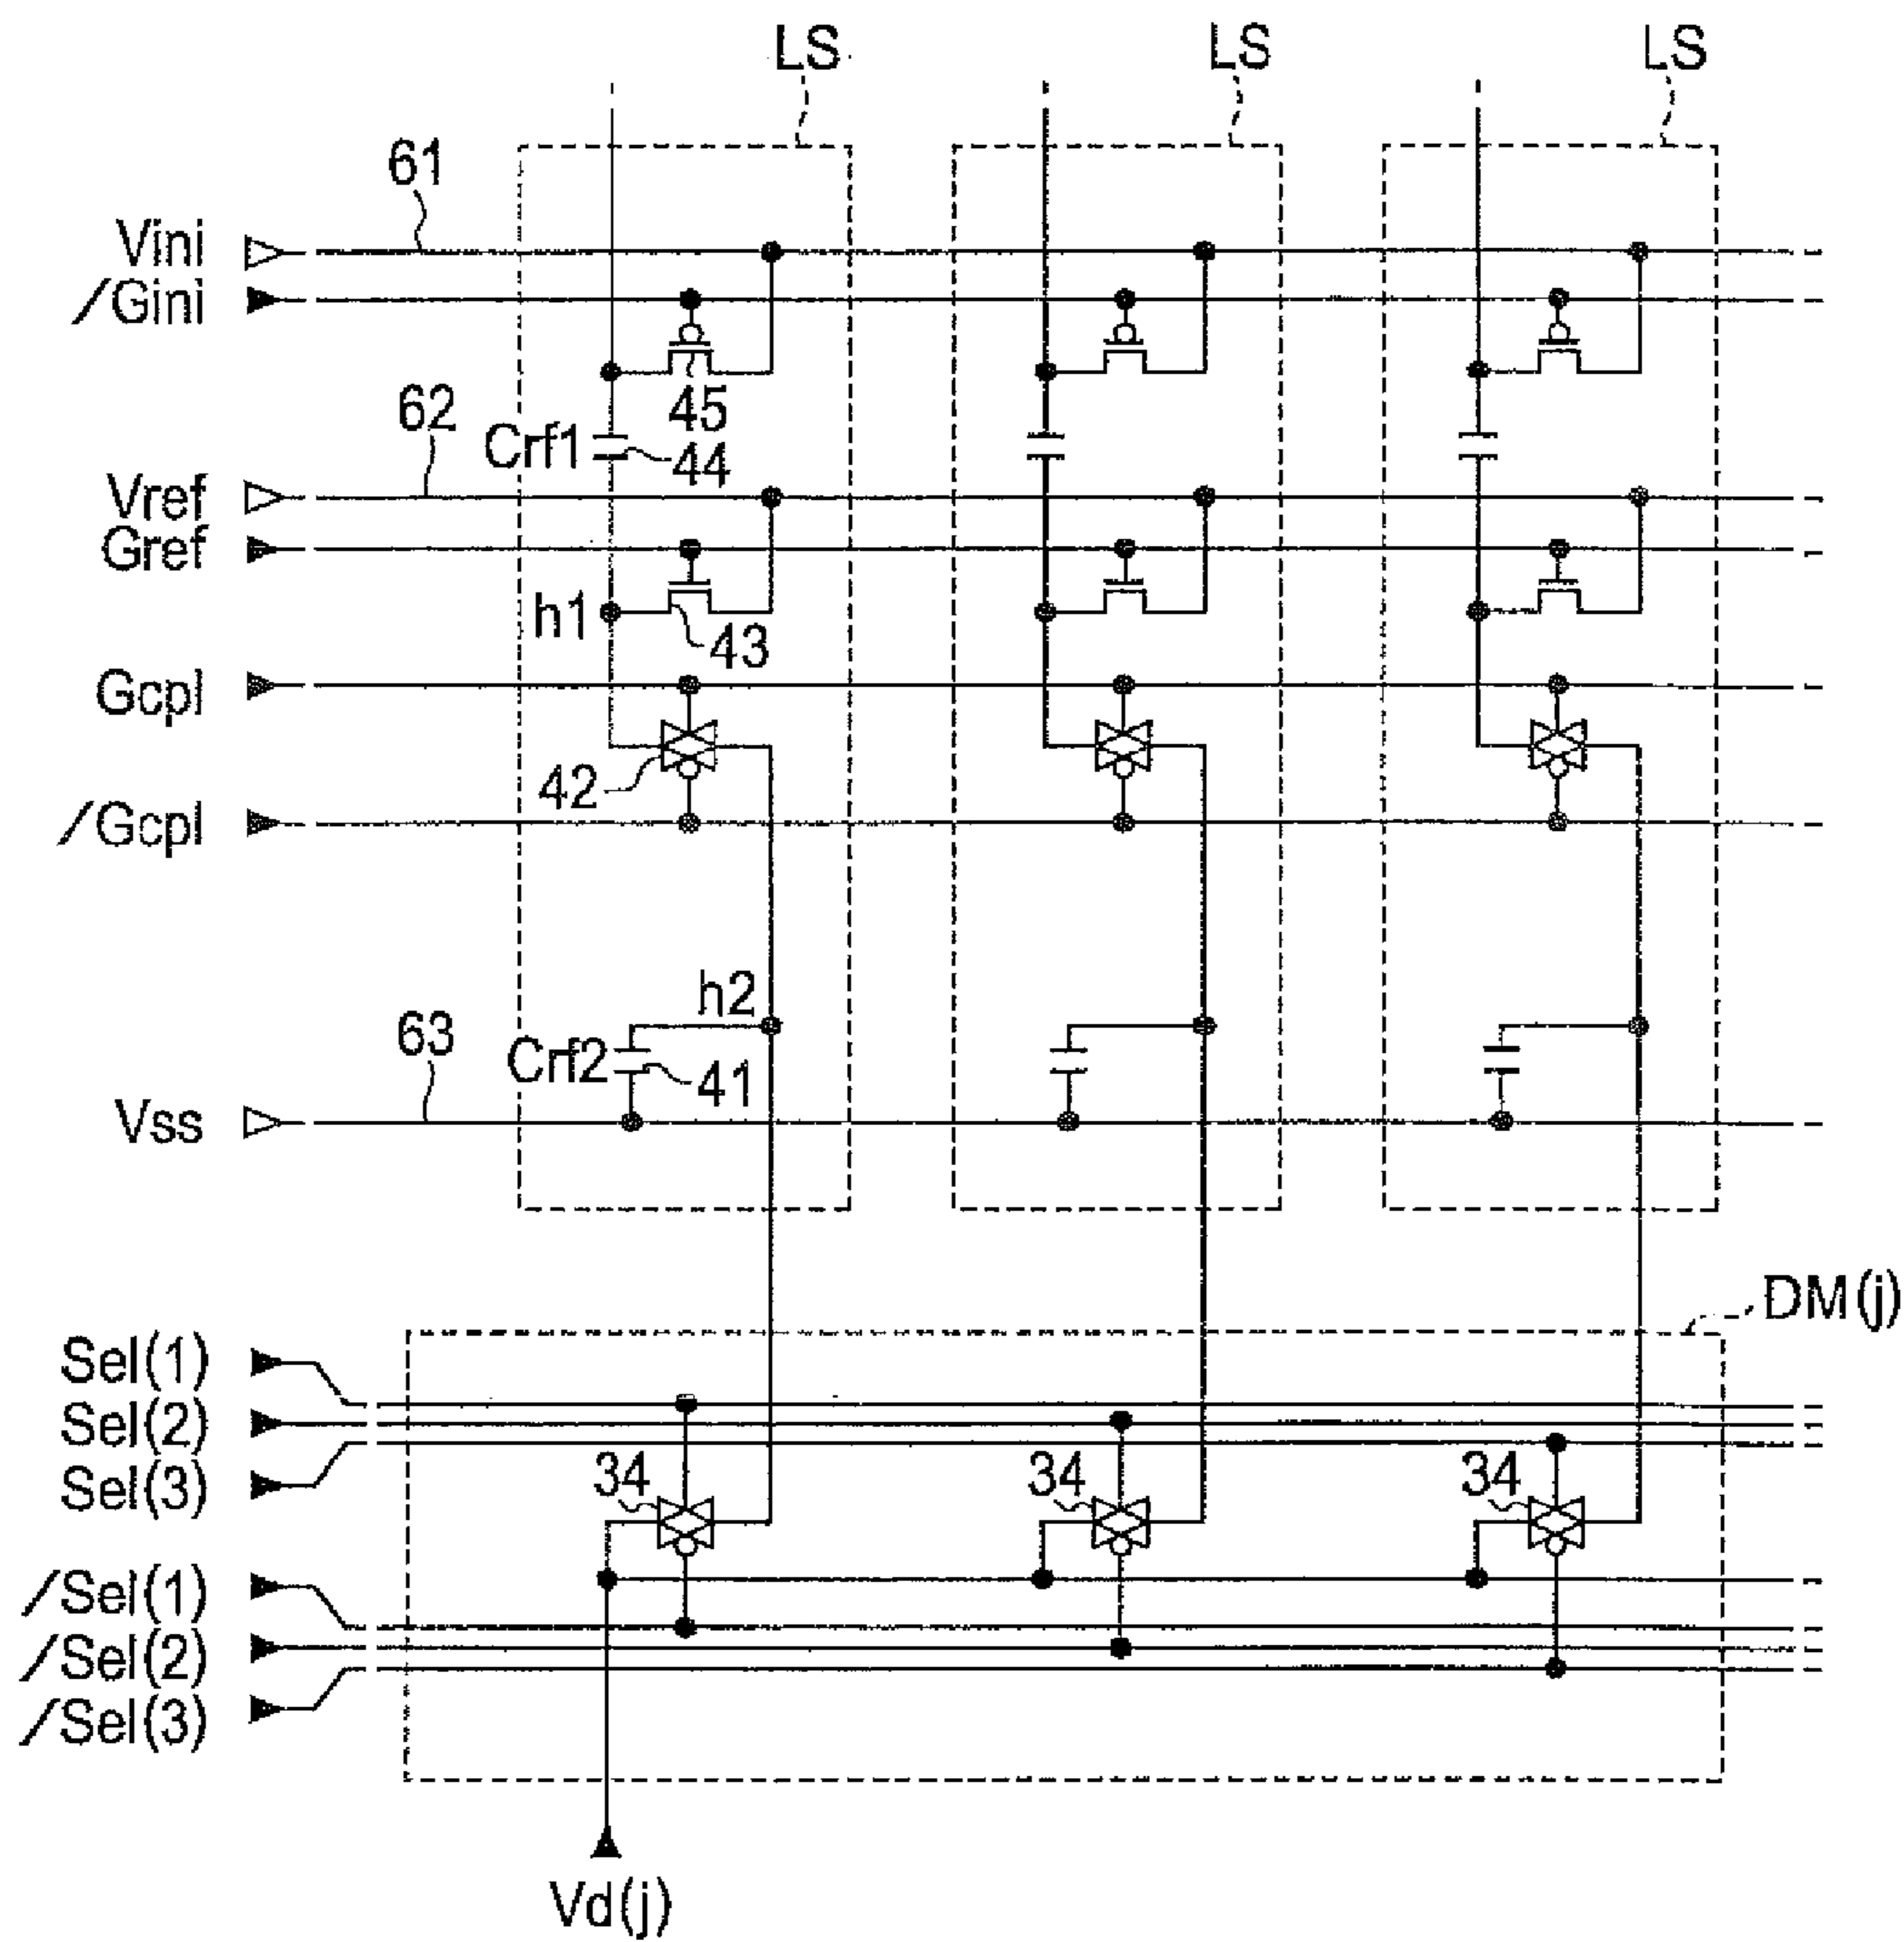 LS LS LS
61
Vini
/Gini
45
62
Crf1 44
Vref
Gref
h1 43
Gcpl
42
/Gcpl
h2
63 Crf2 41
Vss
DM(j)
Sel(1)
Sel(2)
Sel(3) 34 34 34
/Sel(1)
/Sel(2)
/Sel(3)
Vd(j)